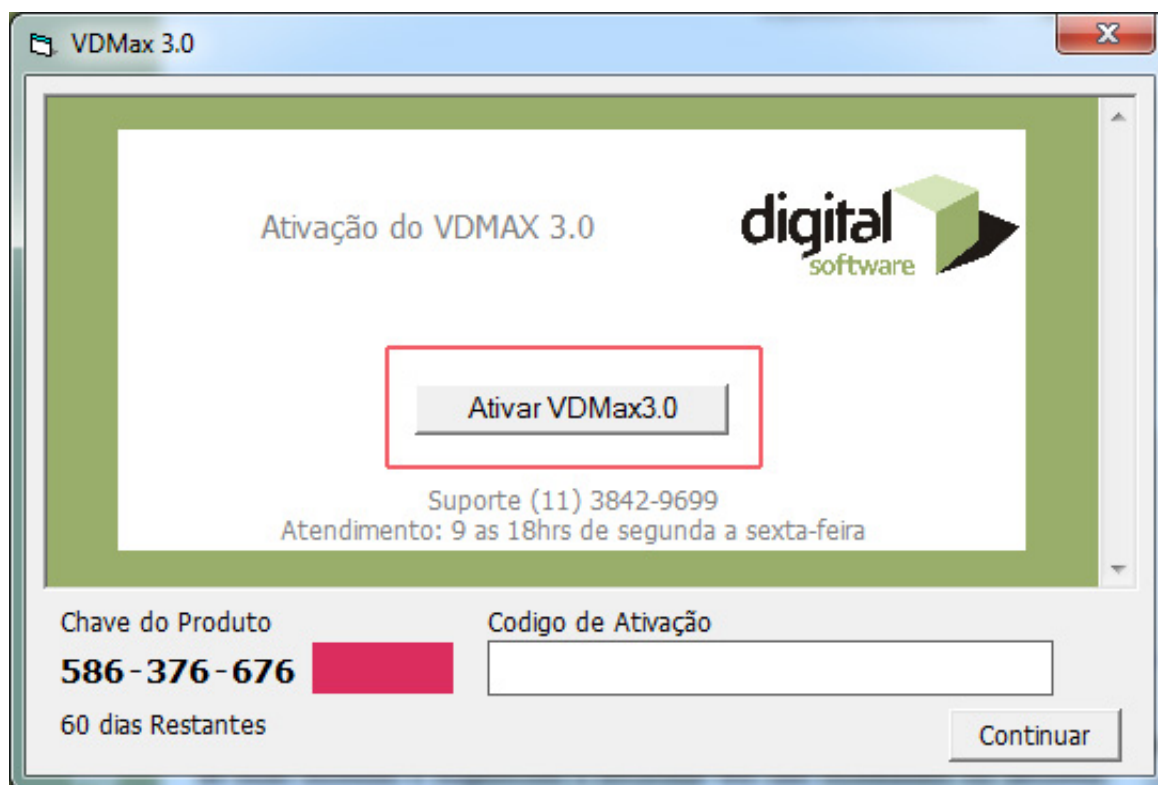 VDMax 3.0
Ativação do VDMAX 3.0
digital
software
Ativar VDMax3.0
Suporte (11) 3842-9699
Atendimento: 9 as 18hrs de segunda a sexta-feira
Chave do Produto
Codigo de Ativação
586-376-676
60 dias Restantes
Continuar